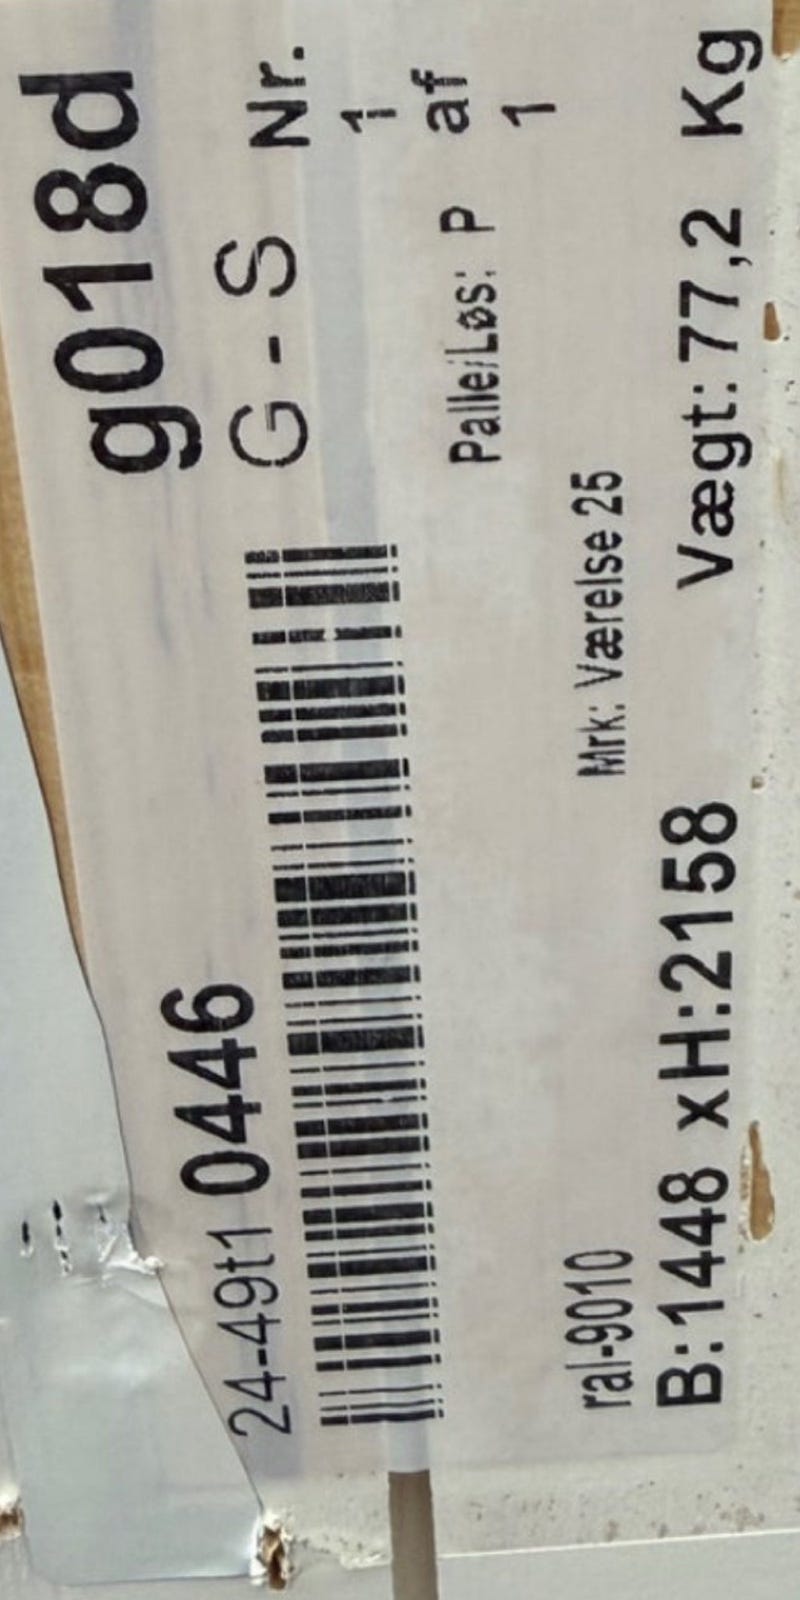 g018d
24-49t1 0446
G - S
Nr.
1
af
1
Palle/Løs: P
Mrk: Værelse 25
ral-9010
B:1448 xH:2158
Vægt:77,2 Kg